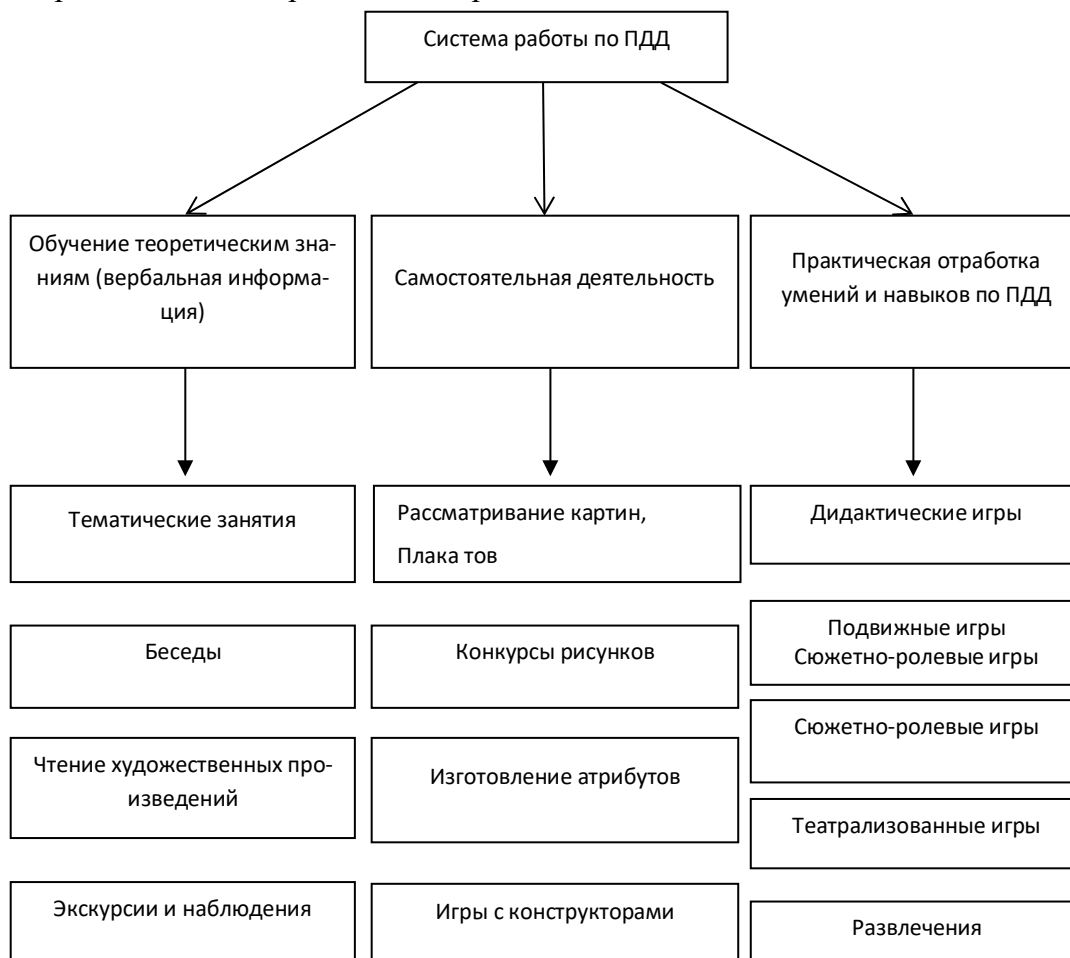 Система работы по ПДД
Обучение теоретическим зна-
ниям (вербальная информа-
ция)
Самостоятельная деятельность
Практическая отработка
умений и навыков по ПДД
Тематические занятия
Рассматривание картин,
Плака тов
Дидактические игры
Беседы
Конкурсы рисунков
Подвижные игры
Сюжетно-ролевые игры
Сюжетно-ролевые игры
Чтение художественных про-
изведений
Изготовление атрибутов
Театрализованные игры
Экскурсии и наблюдения
Игры с конструкторами
Развлечения